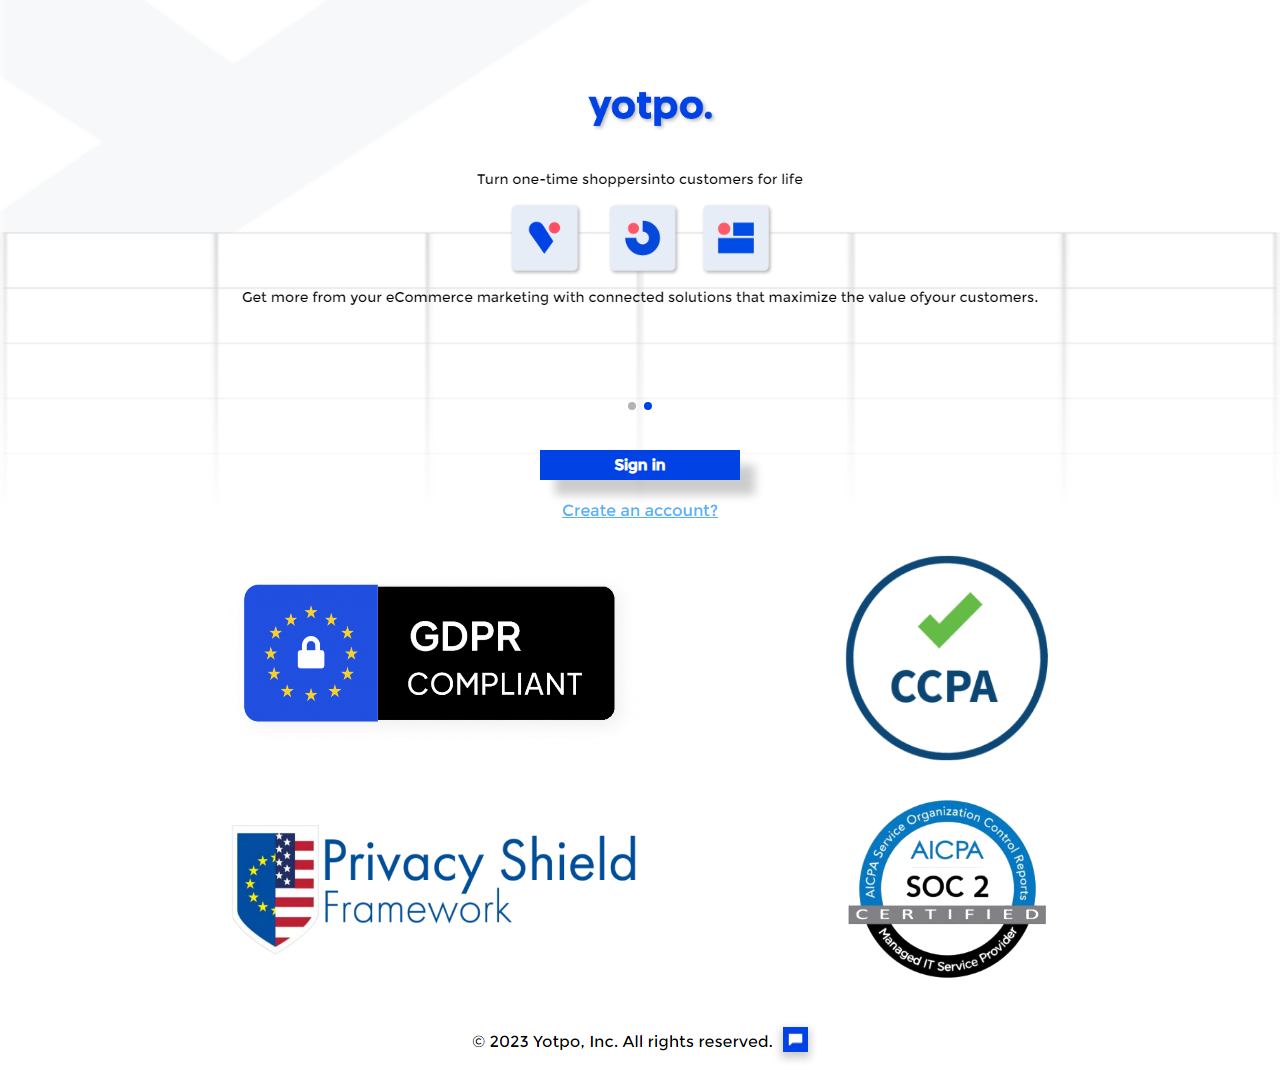 yotpo.
Turn one-time shoppersinto customers for life
Get more from your eCommerce marketing with connected solutions that maximize the value ofyour customers.
Sign in
Create an account?
GDPR
COMPLIANT
CCPA
Privacy Shield
Framework
AICPA Service Organization Control Reports
AICPA
SOC 2
CERTIFIED
Managed IT Service Provider
© 2023 Yotpo, Inc. All rights reserved.